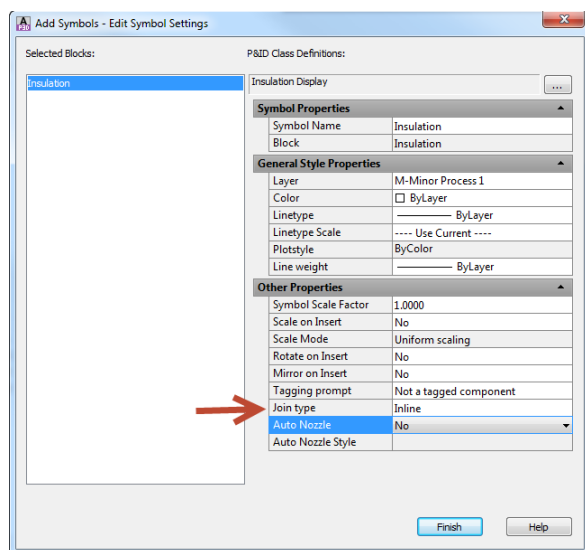 Add Symbols - Edit Symbol Settings
Selected Blocks:
P&ID Class Definitions:
Insulation
Insulation Display
...
Symbol Properties
Symbol Name Insulation
Block Insulation
General Style Properties
Layer M-Minor Process 1
Color ByLayer
Linetype ByLayer
Linetype Scale ---- Use Current ----
Plotstyle ByColor
Line weight ByLayer
Other Properties
Symbol Scale Factor 1.0000
Scale on Insert No
Scale Mode Uniform scaling
Rotate on Insert No
Mirror on Insert No
Tagging prompt Not a tagged component
Join type Inline
Auto Nozzle No
Auto Nozzle Style
Finish Help